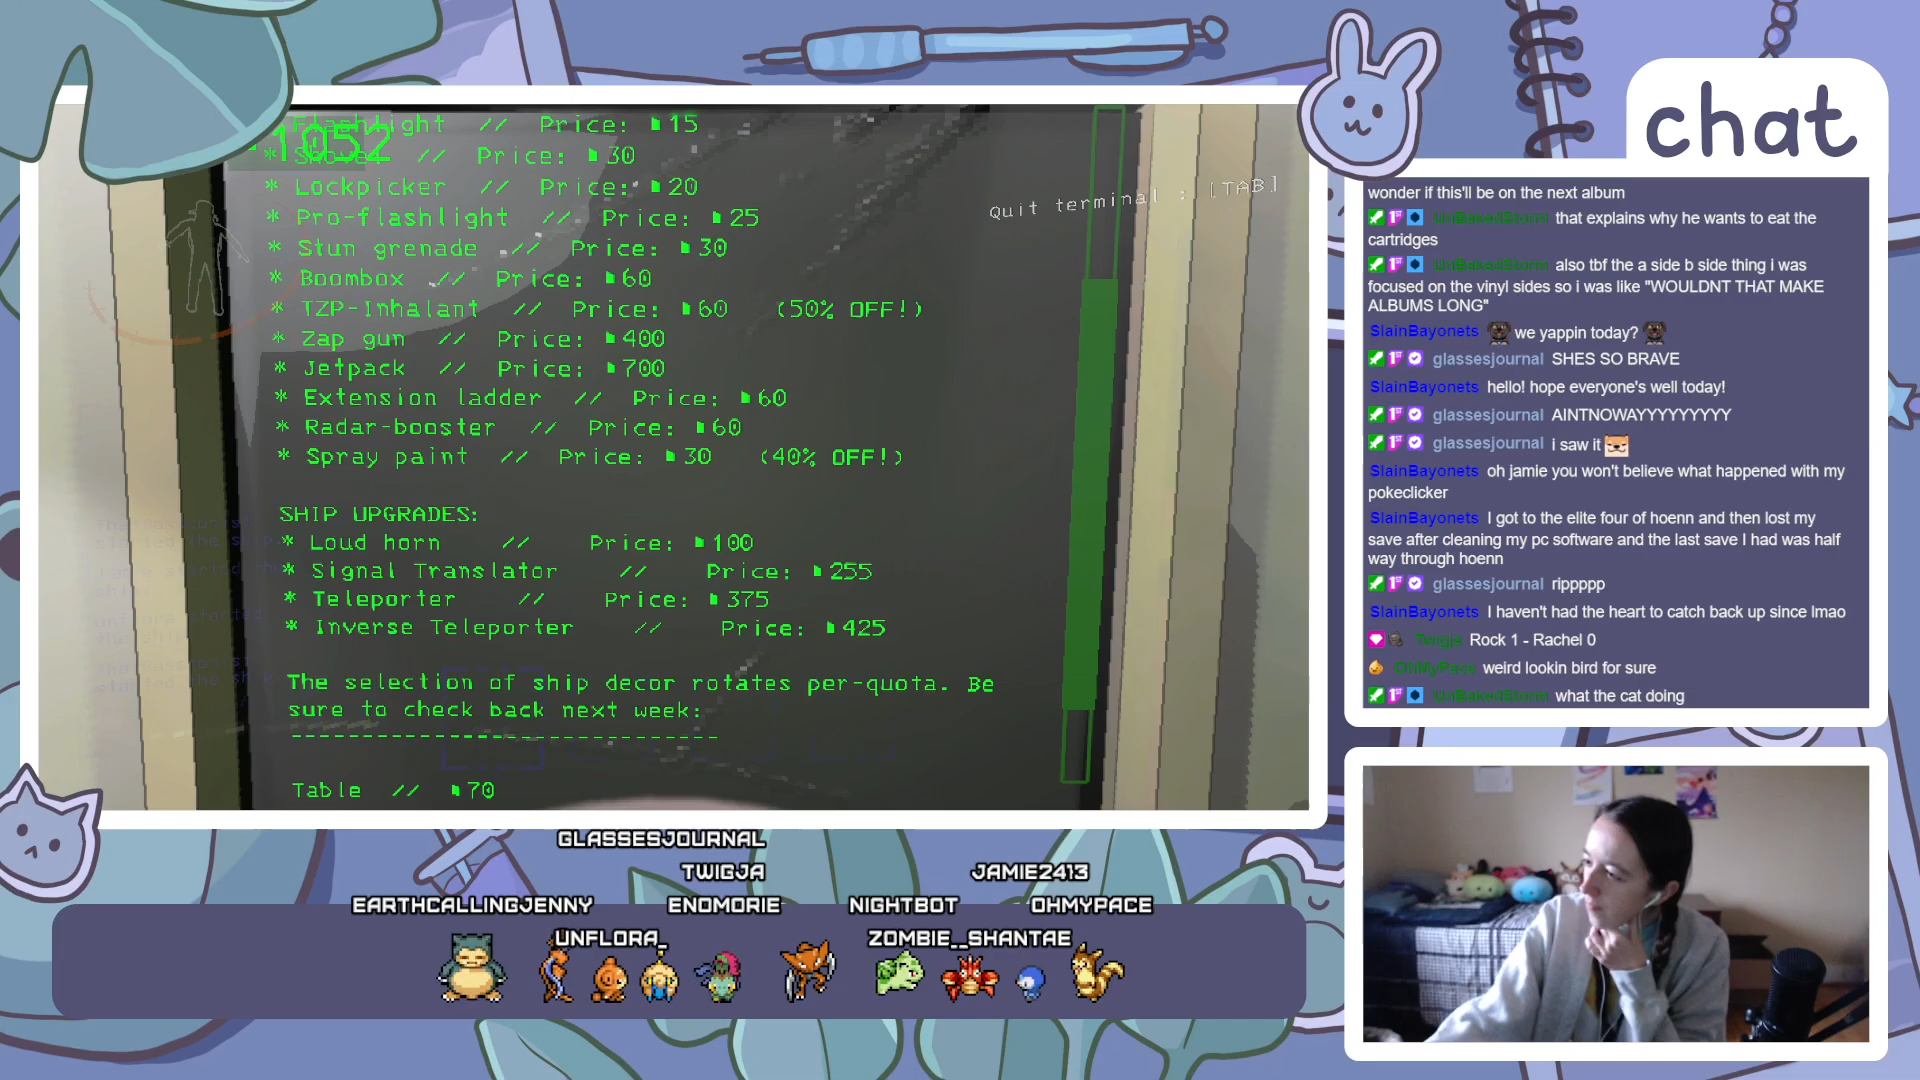 Flashlight // Price: 15
1052
* Shovel // Price: 30
* Lockpicker // Price: 20
* Pro-flashlight // Price: 25
* Stun grenade // Price: 30
* Boombox // Price: 60
* TZP-Inhalant // Price: 60 (50% OFF!)
* Zap gun // Price: 400
* Jetpack // Price: 700
* Extension ladder // Price: 60
* Radar-booster // Price: 60
* Spray paint // Price: 30 (40% OFF!)
SHIP UPGRADES:
* Loud horn // Price: 100
* Signal Translator // Price: 255
* Teleporter // Price: 375
* Inverse Teleporter // Price: 425
The selection of ship decor rotates per-quota. Be
sure to check back next week:
------------------------------
Table // 70
Quit terminal : [TAB]
chat
wonder if this'll be on the next album
UnBakedStorm that explains why he wants to eat the
cartridges
UnBakedStorm also tbf the a side b side thing i was
focused on the vinyl sides so i was like "WOULDNT THAT MAKE
ALBUMS LONG"
SlainBayonets we yappin today?
glassesjournal SHES SO BRAVE
SlainBayonets hello! hope everyone's well today!
glassesjournal AINTNOWAYYYYYYYYY
glassesjournal i saw it
SlainBayonets oh jamie you won't believe what happened with my
pokeclicker
SlainBayonets I got to the elite four of hoenn and then lost my
save after cleaning my pc software and the last save I had was half
way through hoenn
glassesjournal rippppp
SlainBayonets I haven't had the heart to catch back up since lmao
Twigja Rock 1 - Rachel 0
OhMyPace weird lookin bird for sure
UnBakedStorm what the cat doing
GLASSESJOURNAL
TWIGJA JAMIE2413
EARTHCALLINGJENNY ENOMORIE NIGHTBOT OHMYPACE
UNFLORA_ ZOMBIE__SHANTAE